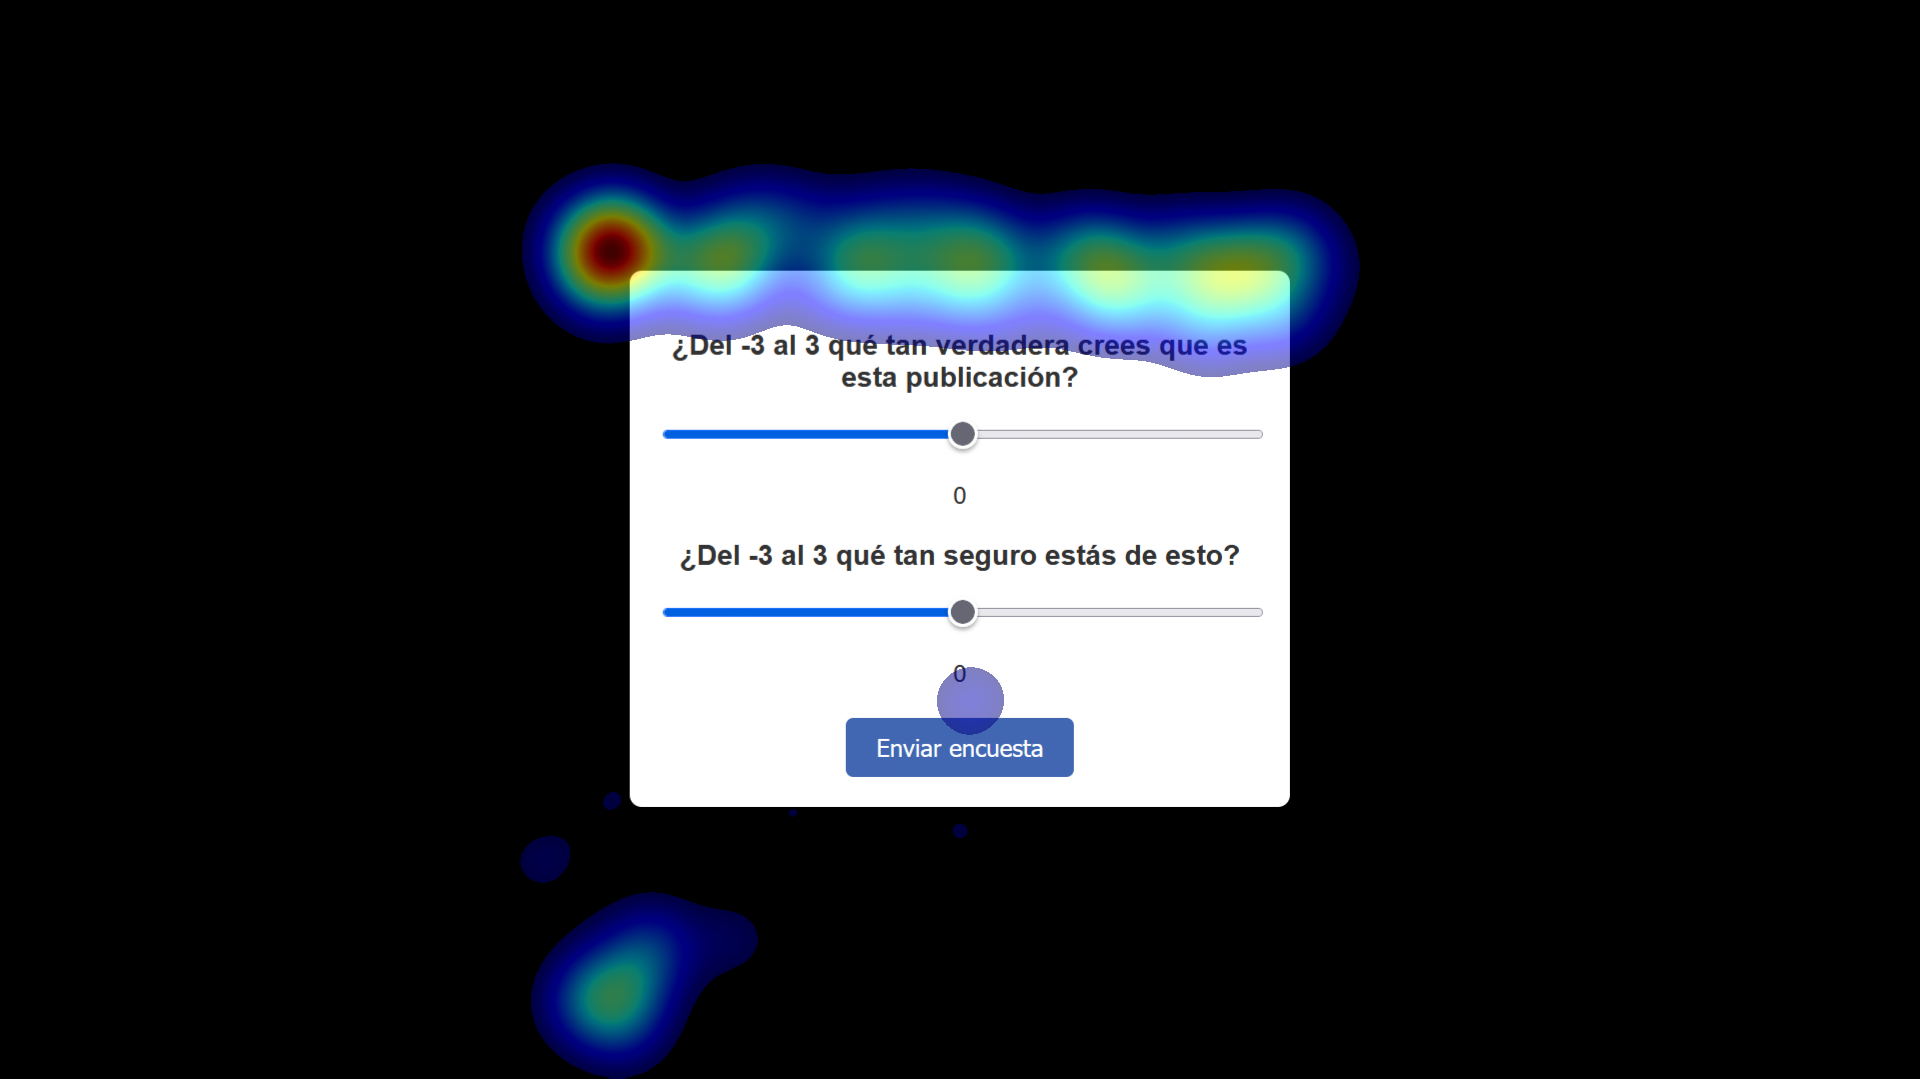 ¿Del -3 al 3 qué tan verdadera crees que es
esta publicación?
0
¿Del -3 al 3 qué tan seguro estás de esto?
0
Enviar encuesta